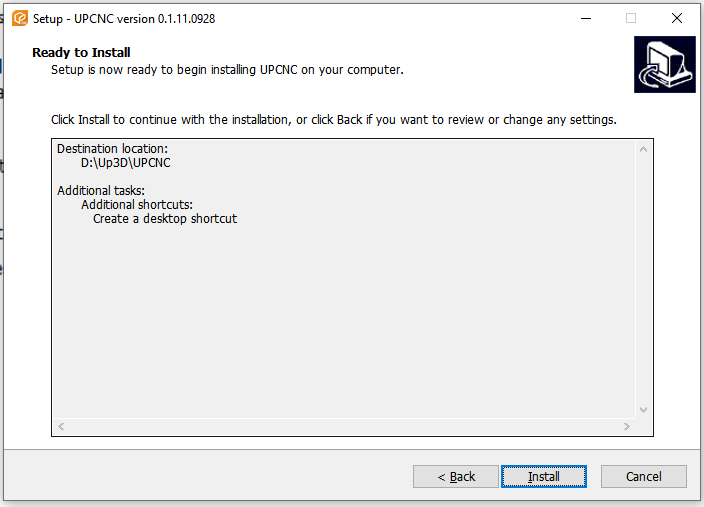 Setup - UPCNC version 0.1.11.0928
Ready to Install
Setup is now ready to begin installing UPCNC on your computer.
Click Install to continue with the installation, or click Back if you want to review or change any settings.
Destination location:
D:\Up3D\UPCNC
Additional tasks:
Additional shortcuts:
Create a desktop shortcut
< Back
Install
Cancel